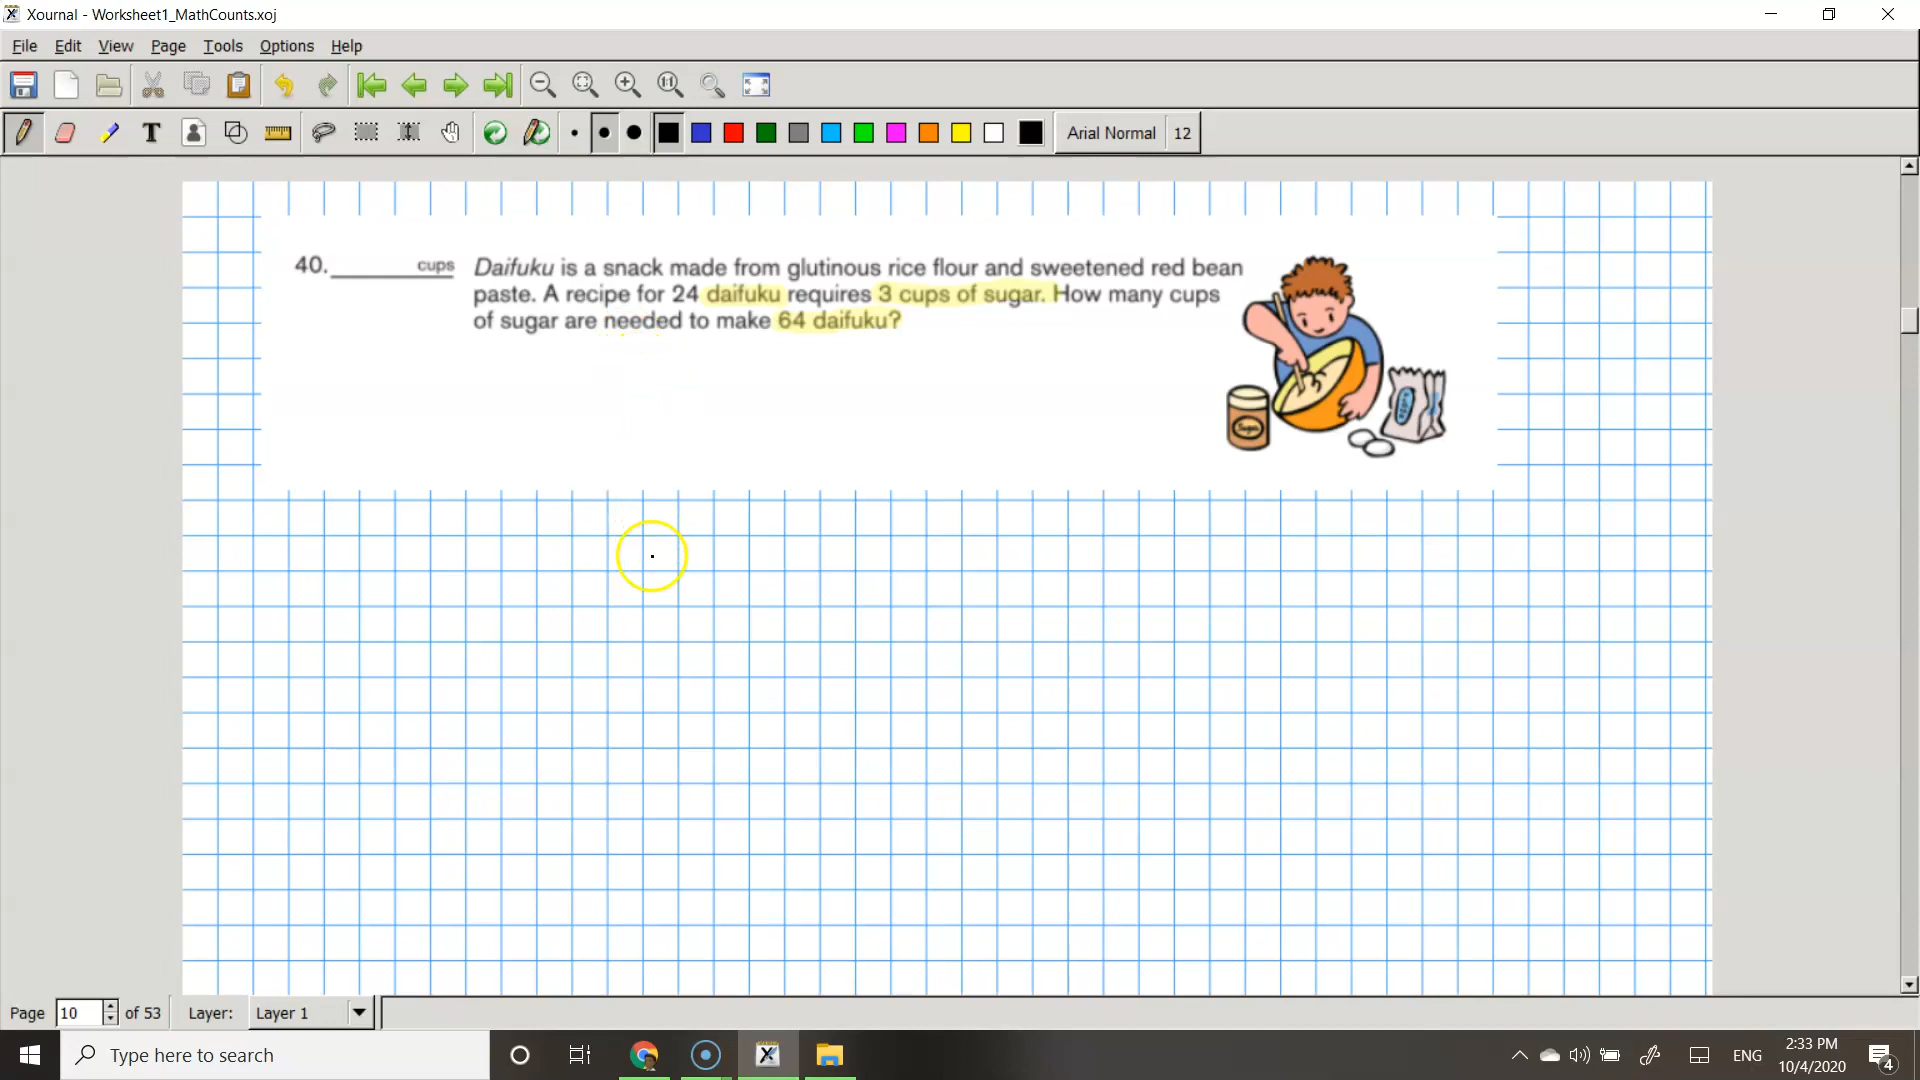 Xournal - Worksheet1_MathCounts.xoj
File Edit View Page Tools Options Help
Arial Normal 12
40. ________ cups Daifuku is a snack made from glutinous rice flour and sweetened red bean
paste. A recipe for 24 daifuku requires 3 cups of sugar. How many cups
of sugar are needed to make 64 daifuku?
Sugar
Page 10 of 53 Layer: Layer 1
Type here to search
ENG
2:33 PM
10/4/2020
4